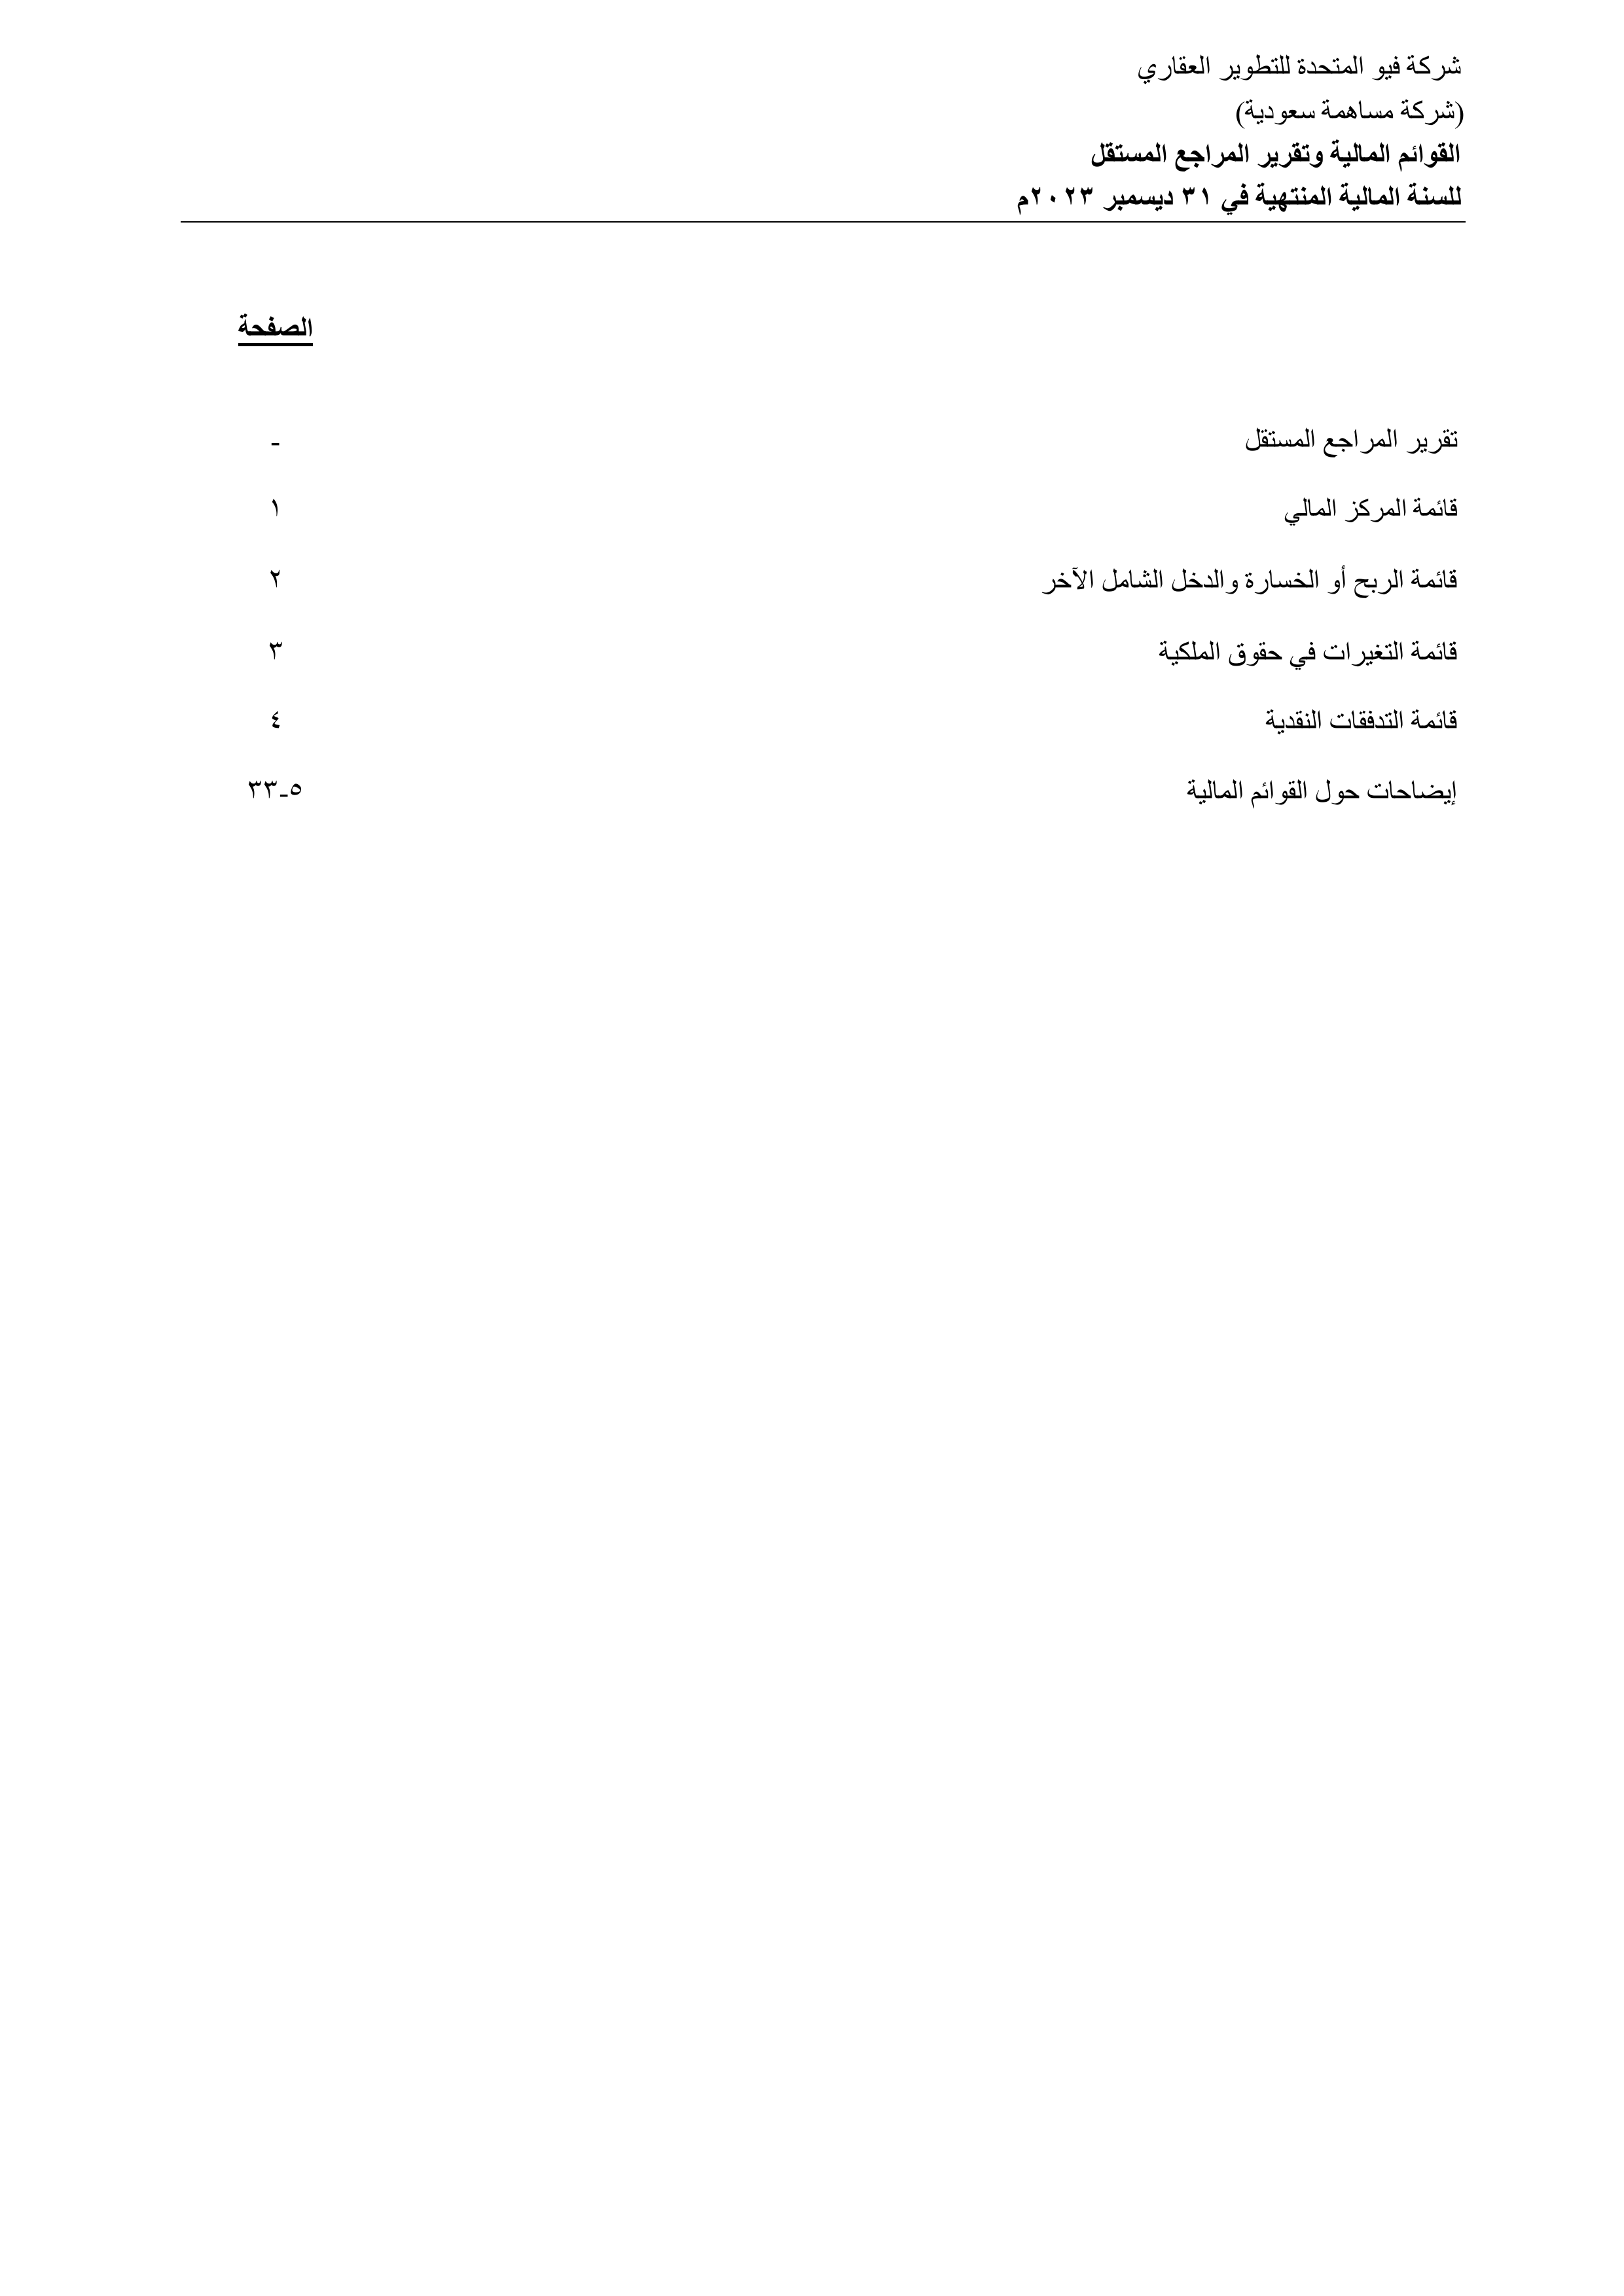 شركة فيو المتحدة للتطوير العقاري
(شركة مساهمة سعودية)
القوائم المالية وتقرير المراجع المستقل
للسنة المالية المنتهية في ٣١ ديسمبر ٢٠٢٣م
الصفحة
تقرير المراجع المستقل -
قائمة المركز المالي ١
قائمة الربح أو الخسارة والدخل الشامل الآخر ٢
قائمة التغيرات في حقوق الملكية ٣
قائمة التدفقات النقدية ٤
إيضاحات حول القوائم المالية ٥-٣٣